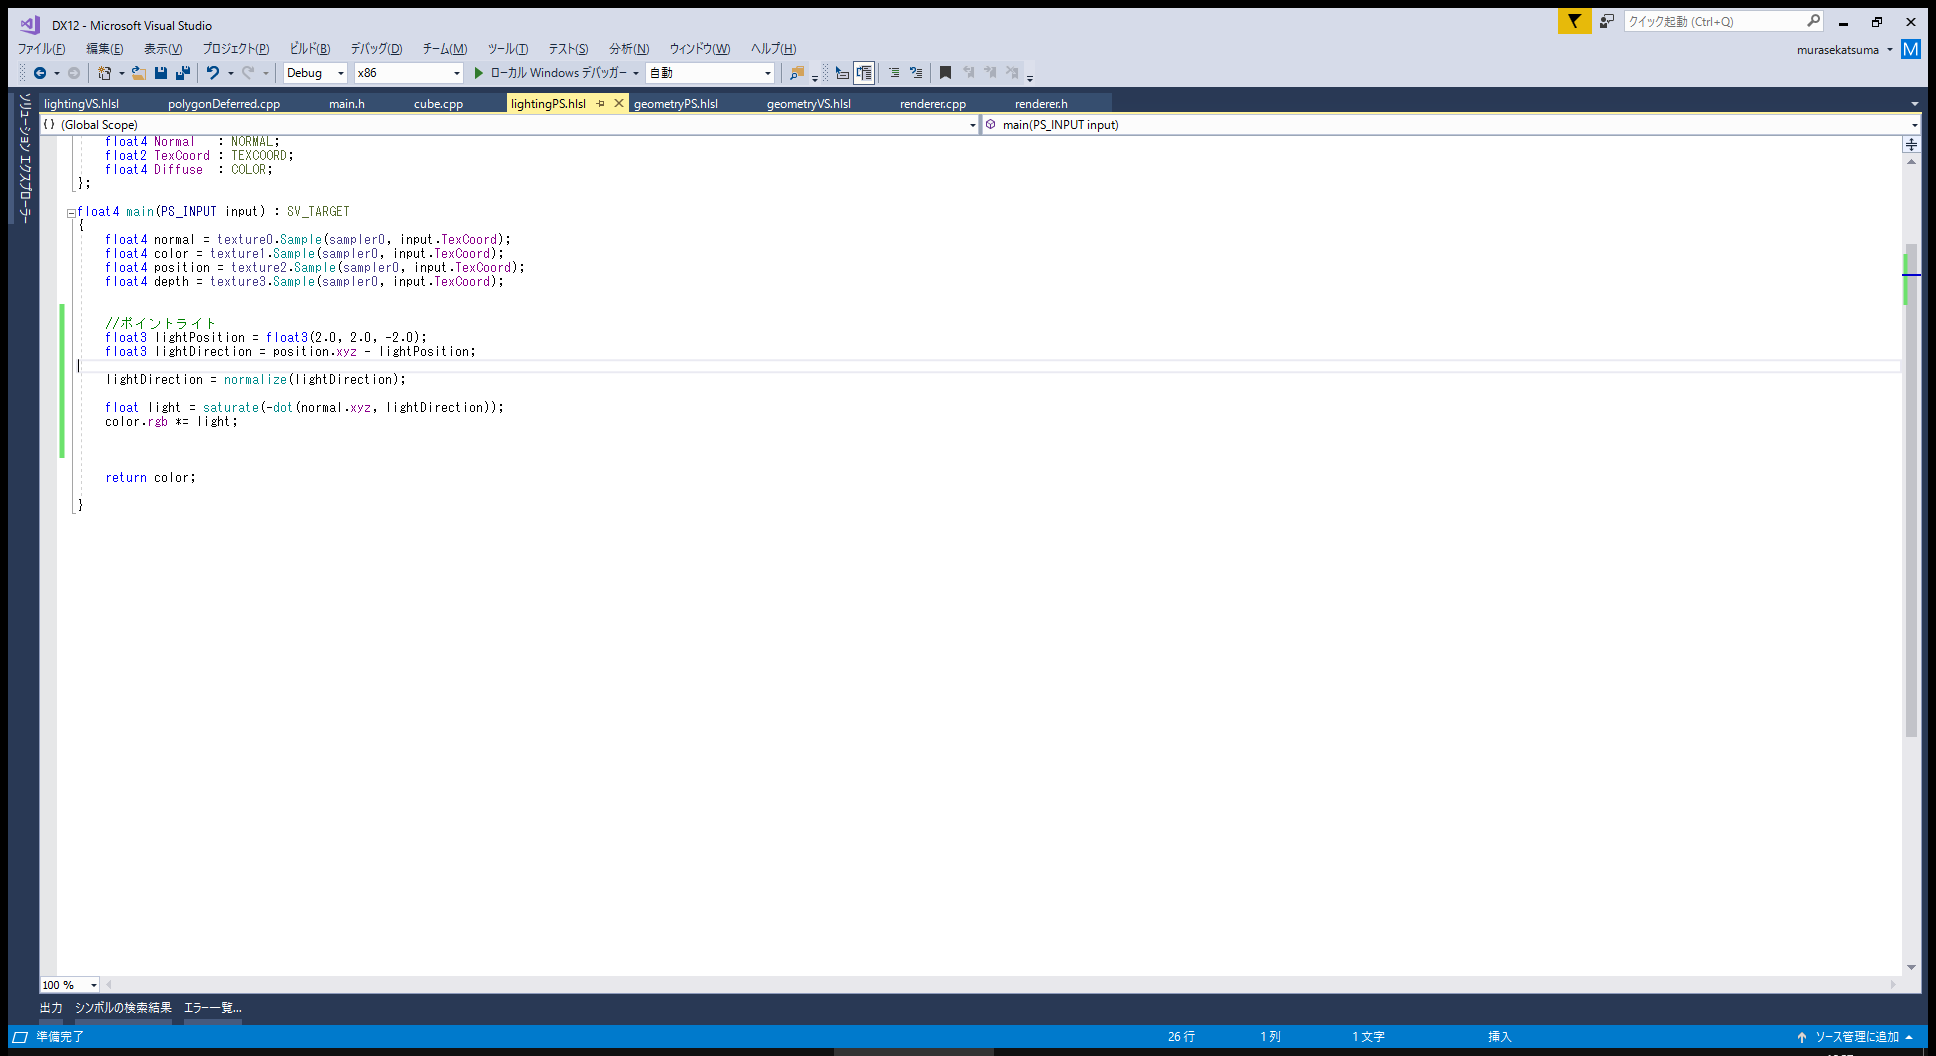 DX12 - Microsoft Visual Studio
クイック起動 (Ctrl+Q)
ファイル(F) 編集(E) 表示(V) プロジェクト(P) ビルド(B) デバッグ(D) チーム(M) ツール(T) テスト(S) 分析(N) ウィンドウ(W) ヘルプ(H)
murasekatsuma M
Debug x86 ローカル Windows デバッガー 自動
ソリューション エクスプローラー
lightingVS.hlsl polygonDeferred.cpp main.h cube.cpp lightingPS.hlsl geometryPS.hlsl geometryVS.hlsl renderer.cpp renderer.h
{ } (Global Scope) main(PS_INPUT input)
float4 Normal : NORMAL;
float2 TexCoord : TEXCOORD;
float4 Diffuse : COLOR;
};
float4 main(PS_INPUT input) : SV_TARGET
{
float4 normal = texture0.Sample(sampler0, input.TexCoord);
float4 color = texture1.Sample(sampler0, input.TexCoord);
float4 position = texture2.Sample(sampler0, input.TexCoord);
float4 depth = texture3.Sample(sampler0, input.TexCoord);
//ポイントライト
float3 lightPosition = float3(2.0, 2.0, -2.0);
float3 lightDirection = position.xyz - lightPosition;
lightDirection = normalize(lightDirection);
float light = saturate(-dot(normal.xyz, lightDirection));
color.rgb *= light;
return color;
}
100 %
出力 シンボルの検索結果 エラー一覧...
準備完了 26 行 1 列 1 文字 挿入 ソース管理に追加